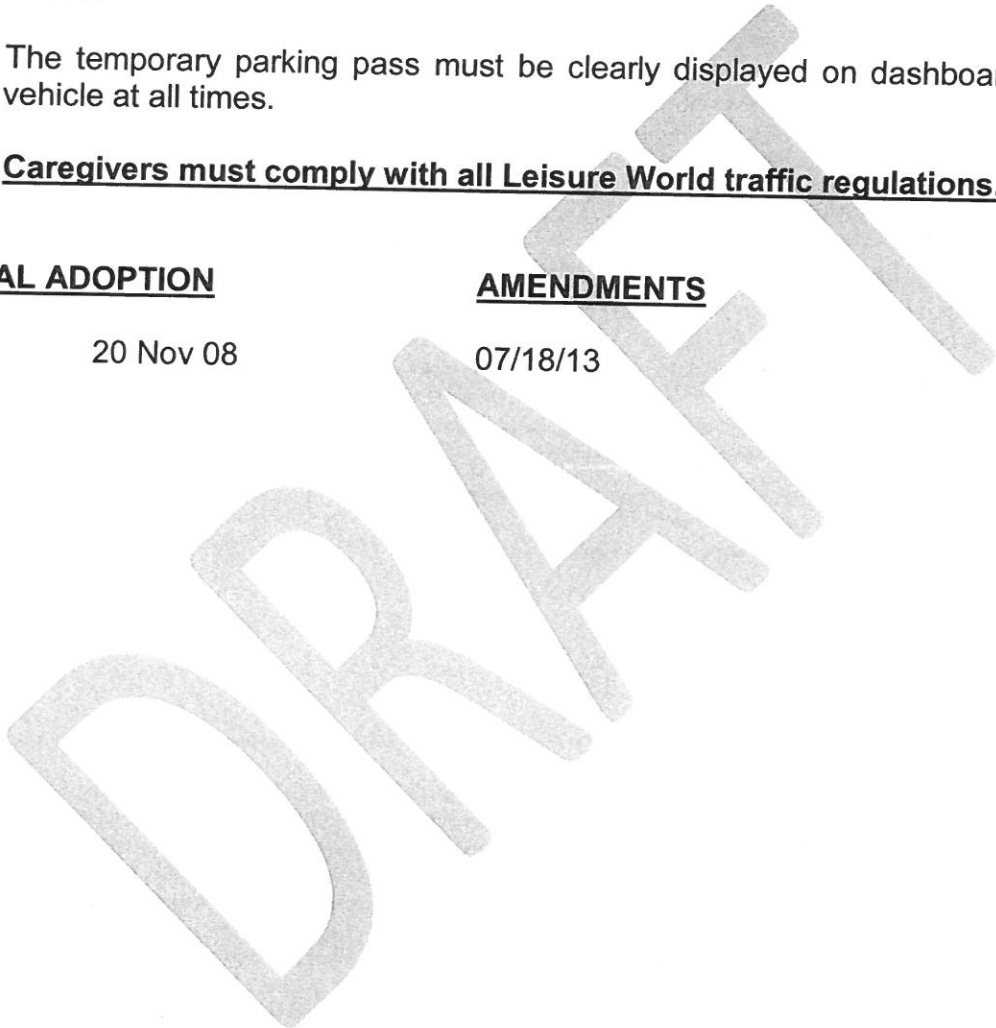 The temporary parking pass must be clearly displayed on dashboar
vehicle at all times.
Caregivers must comply with all Leisure World traffic regulations.
AL ADOPTION
AMENDMENTS
20 Nov 08
07/18/13
DRAFT